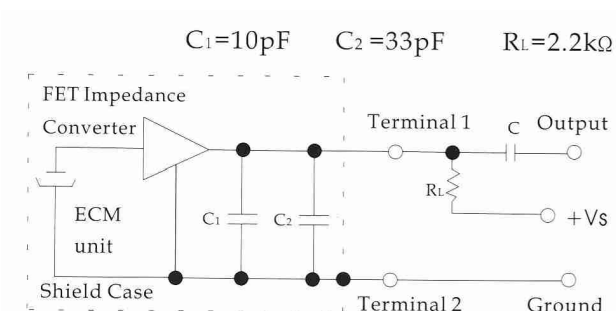 C1=10pF C2=33pF RL=2.2kΩ
FET Impedance
Converter
Terminal 1 C Output
RL
ECM C1 C2 +Vs
unit
Shield Case
Terminal 2 Ground